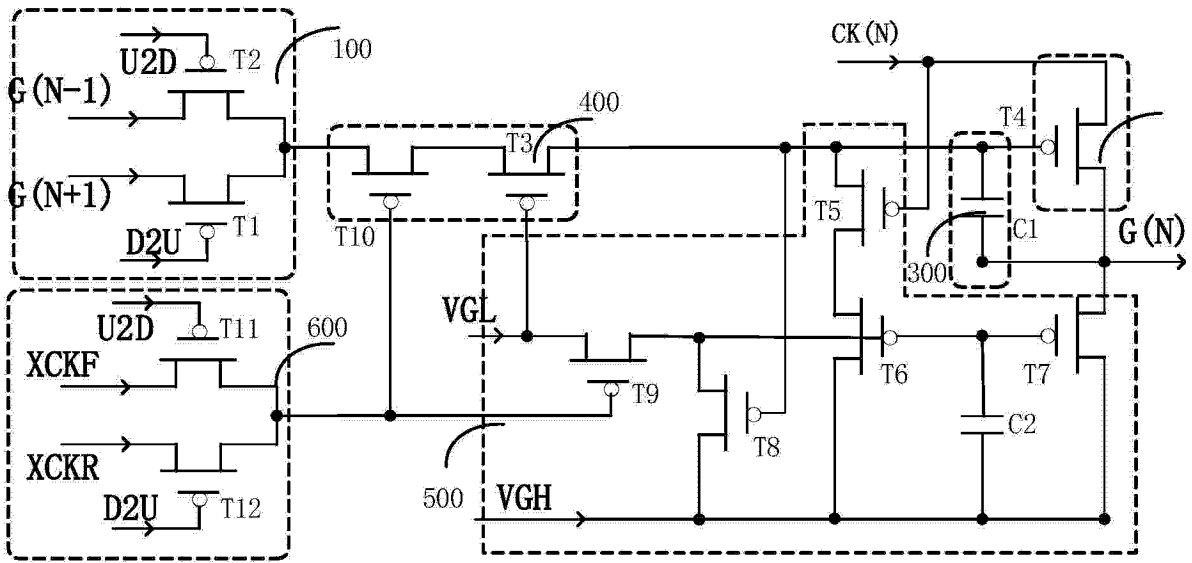 U2D
T2
100
G(N-1)
G(N+1)
T1
D2U
T10
T3
400
CK(N)
T4
T5
300
C1
G(N)
U2D
T11
600
XCKF
XCKR
T12
D2U
VGL
T9
T8
T6
C2
T7
500
VGH